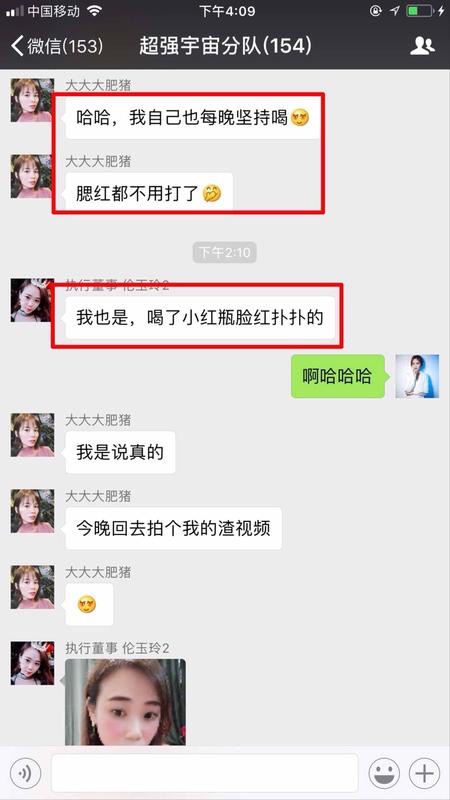 中国移动
下午4:09
微信(153)
超强宇宙分队(154)
大大大肥猪
哈哈，我自己也每晚坚持喝
大大大肥猪
腮红都不用打了
下午2:10
执行董事 伦玉玲2
我也是，喝了小红瓶脸红扑扑的
啊哈哈哈
大大大肥猪
我是说真的
大大大肥猪
今晚回去拍个我的渣视频
大大大肥猪
执行董事 伦玉玲2